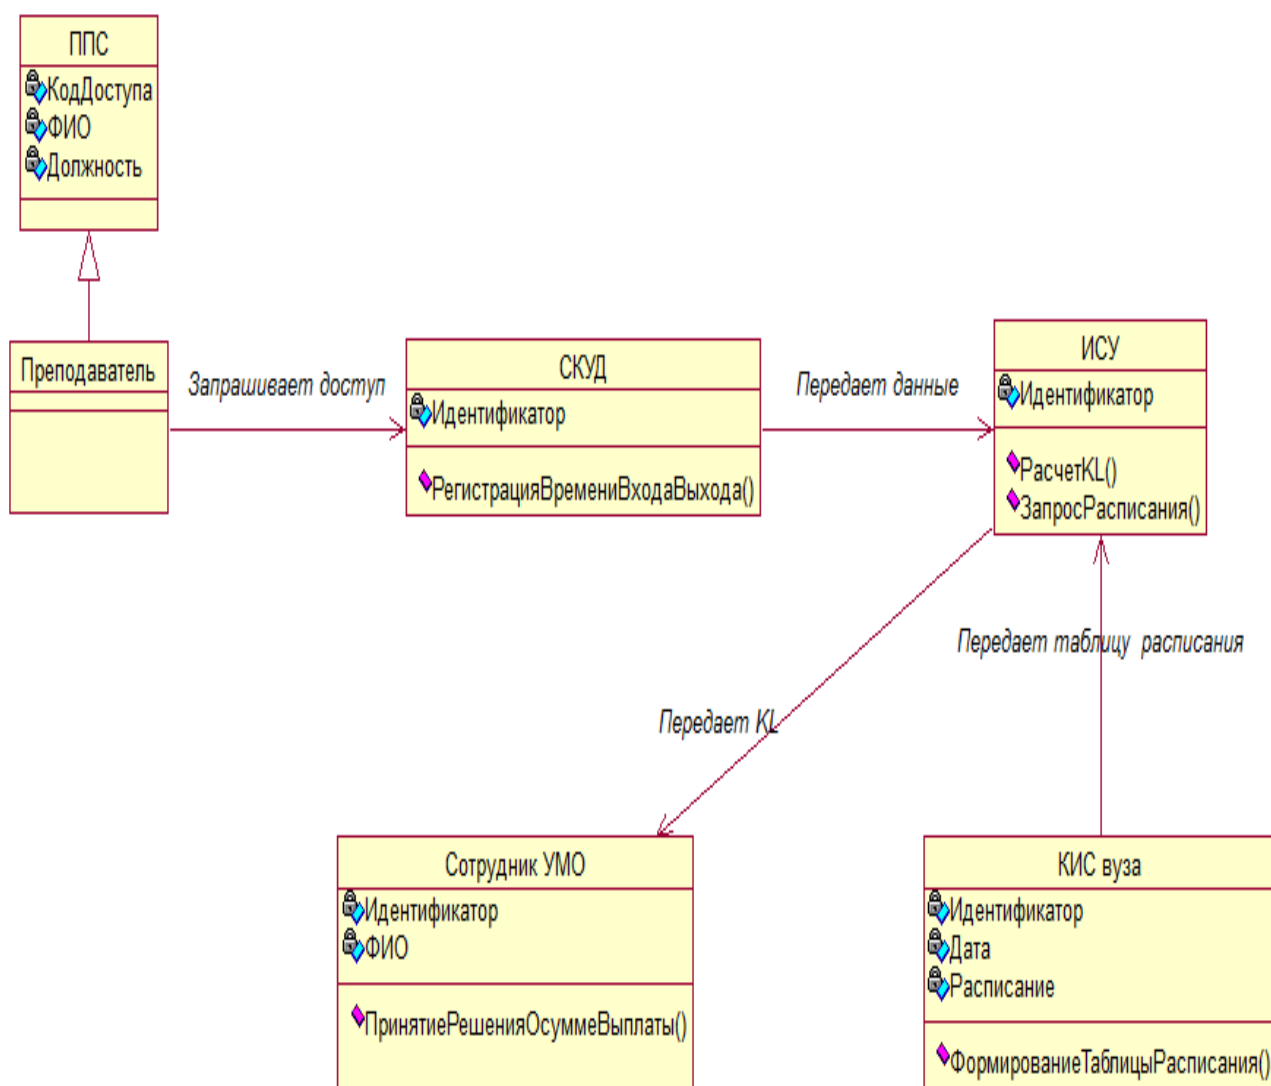 ППС
КодДоступа
ФИО
Должность
Преподаватель
Запрашивает доступ
СКУД
Идентификатор
РегистрацияВремениВходаВыхода()
Передает данные
ИСУ
Идентификатор
РасчетKL()
ЗапросРасписания()
Передает таблицу расписания
Передает KL
Сотрудник УМО
Идентификатор
ФИО
ПринятиеРешенияОсуммеВыплаты()
КИС вуза
Идентификатор
Дата
Расписание
ФормированиеТаблицыРасписания()